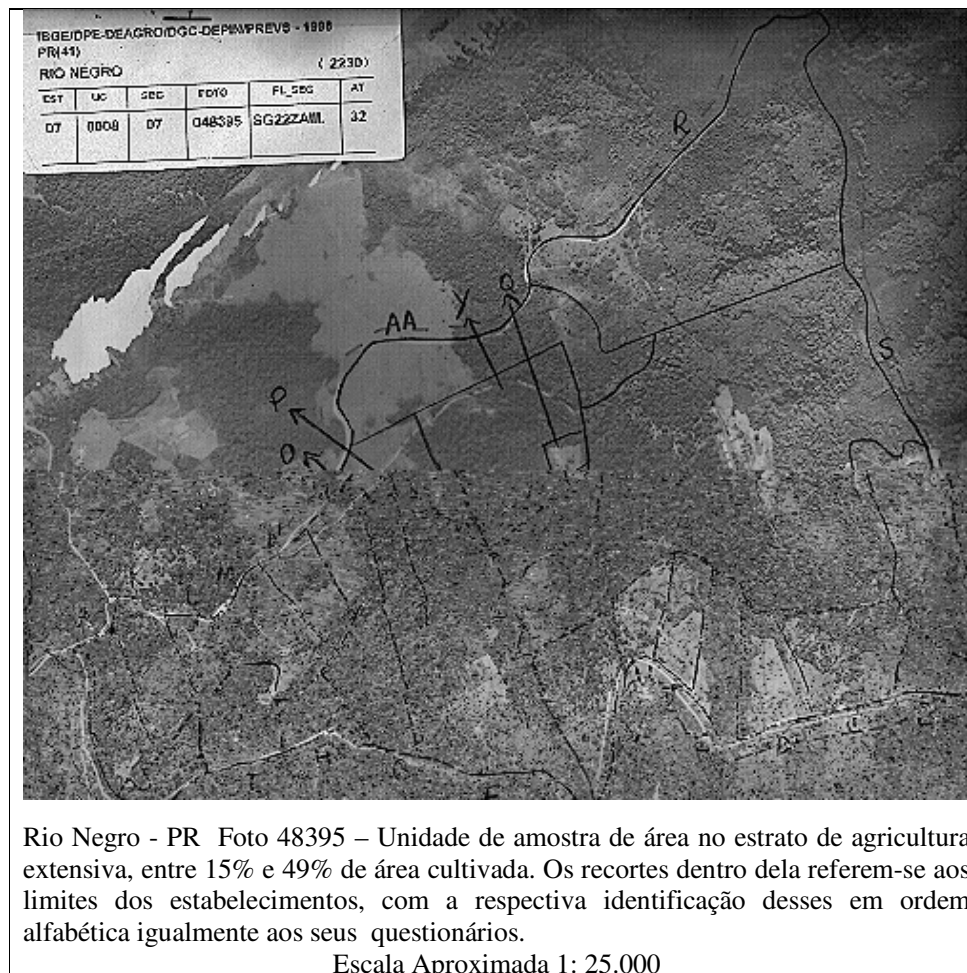 IBGE/DPE-DEAGRO/DGC-DEPIM/PREVS - 1998
PR(41)
RIO NEGRO (2230)
EST UC SEG FOTO FL_SEG AT
07 0008 07 048395 32
R
Q
Y
AA
P
O
S
M
H
Rio Negro - PR Foto 48395 – Unidade de amostra de área no estrato de agricultura
extensiva, entre 15% e 49% de área cultivada. Os recortes dentro dela referem-se aos
limites dos estabelecimentos, com a respectiva identificação desses em ordem
alfabética igualmente aos seus questionários.
Escala Aproximada 1: 25.000